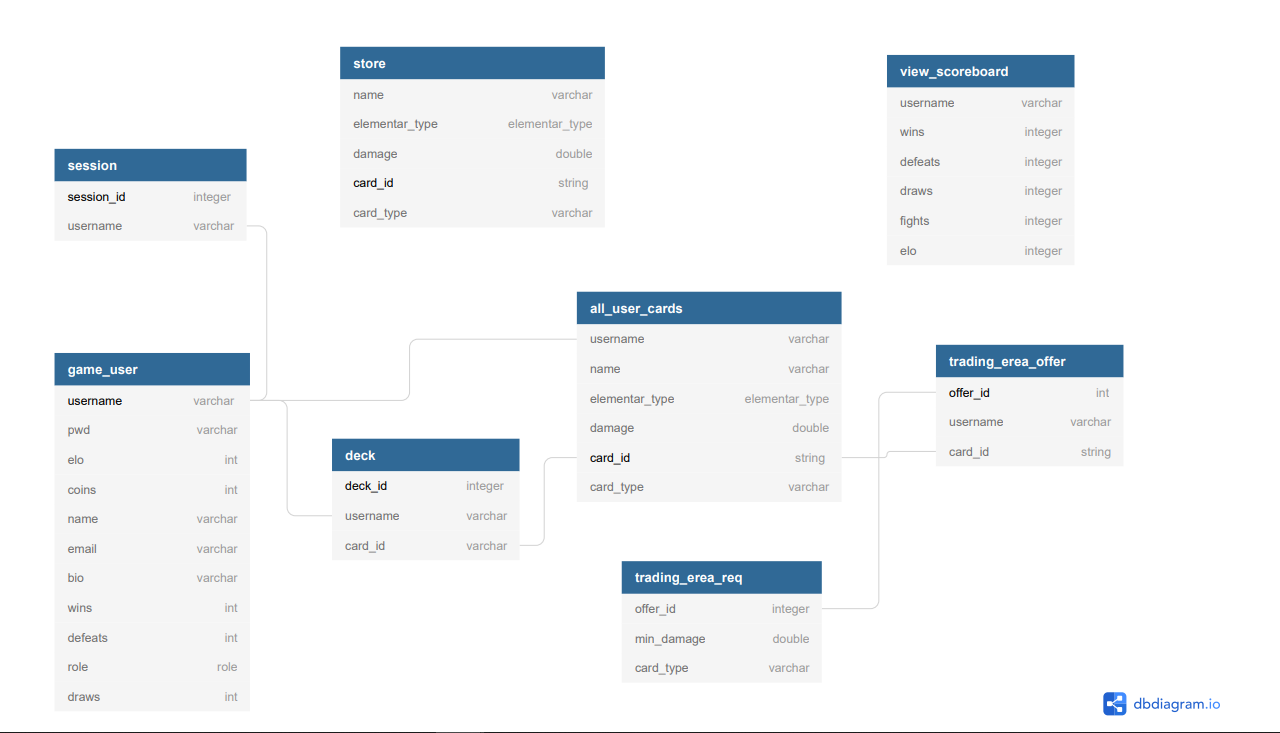 store
name varchar
elementar_type elementar_type
damage double
card_id string
card_type varchar
view_scoreboard
username varchar
wins integer
defeats integer
draws integer
fights integer
elo integer
session
session_id integer
username varchar
all_user_cards
username varchar
name varchar
elementar_type elementar_type
damage double
card_id string
card_type varchar
trading_erea_offer
offer_id int
username varchar
card_id string
game_user
username varchar
pwd varchar
elo int
coins int
name varchar
email varchar
bio varchar
wins int
defeats int
role role
draws int
deck
deck_id integer
username varchar
card_id varchar
trading_erea_req
offer_id integer
min_damage double
card_type varchar
dbdiagram.io